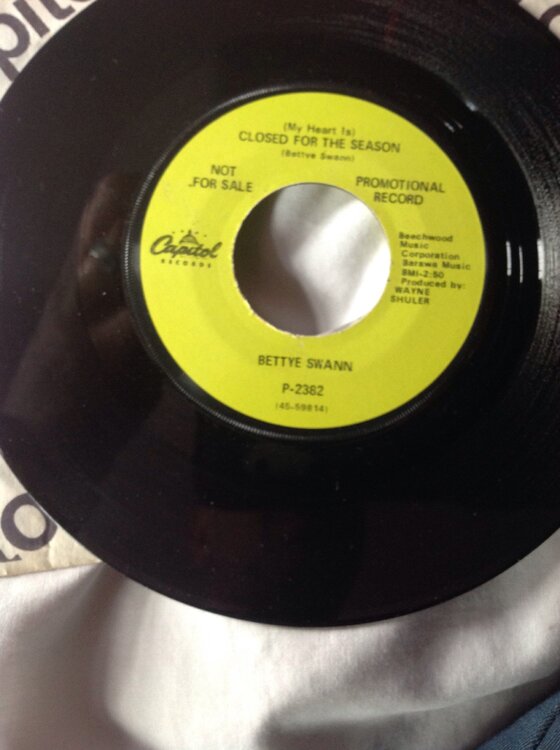 (My Heart Is)
CLOSED FOR THE SEASON
(Bettye Swann)
NOT
.FOR SALE
PROMOTIONAL
RECORD
Capitol
RECORDS
Beechwood
Music
Corporation
Barawa Music
BMI-2:50
Produced by:
WAYNE
SHULER
BETTYE SWANN
P-2382
(45-59814)